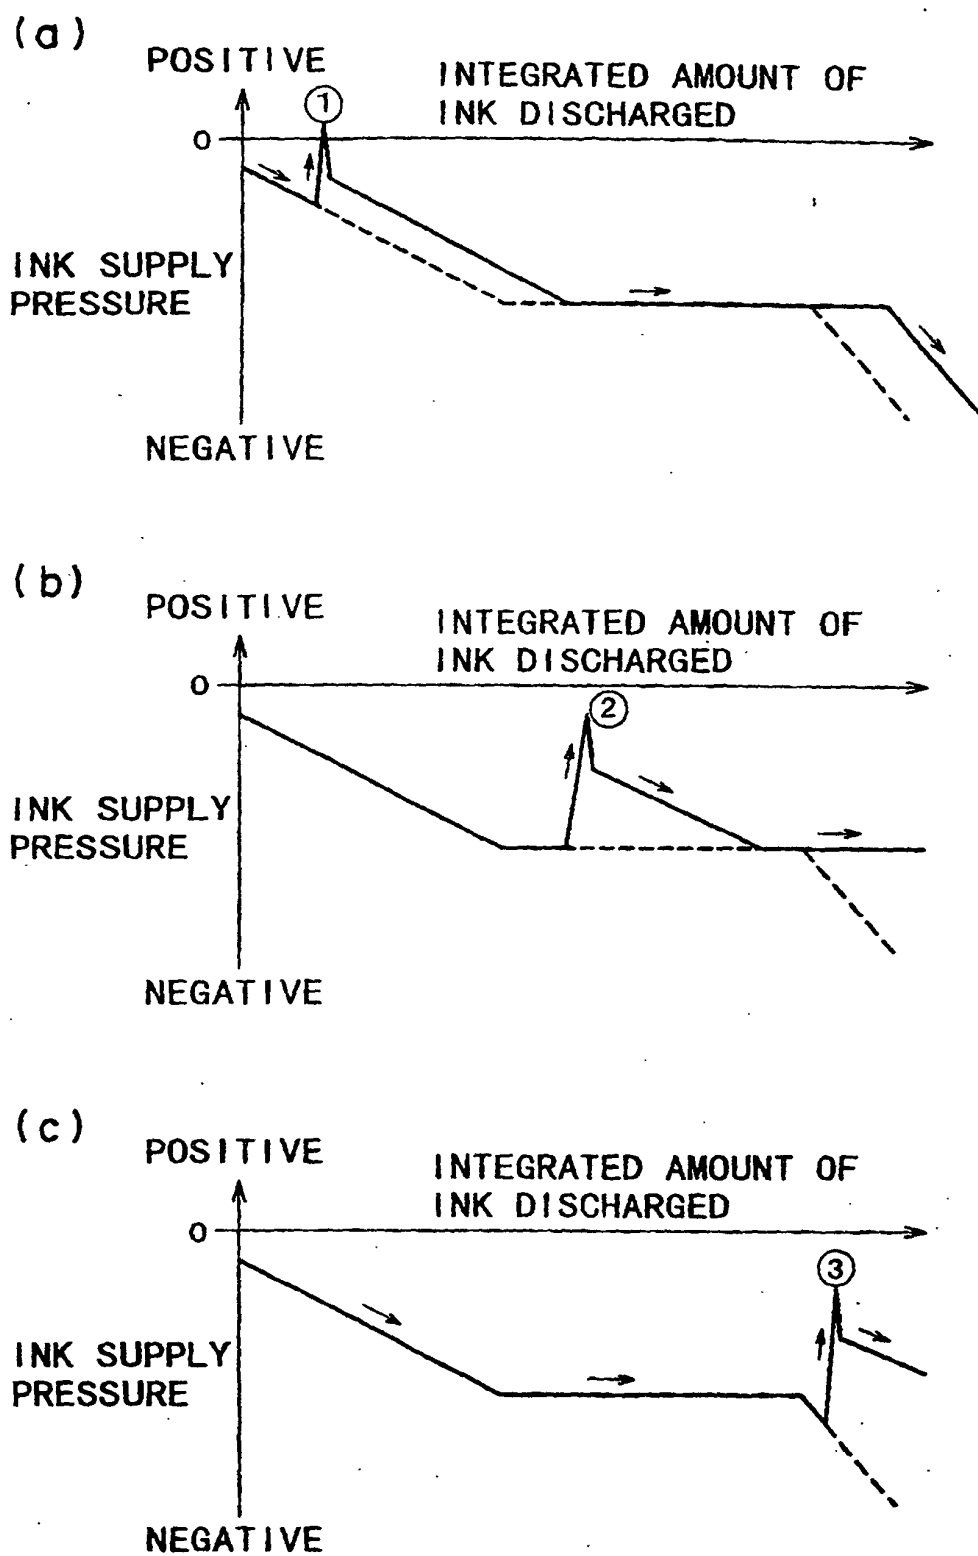 (a)
POSITIVE
INTEGRATED AMOUNT OF
INK DISCHARGED
①
0
INK SUPPLY
PRESSURE
NEGATIVE
(b)
POSITIVE
INTEGRATED AMOUNT OF
INK DISCHARGED
0
②
INK SUPPLY
PRESSURE
NEGATIVE
(c)
POSITIVE
INTEGRATED AMOUNT OF
INK DISCHARGED
0
③
INK SUPPLY
PRESSURE
NEGATIVE